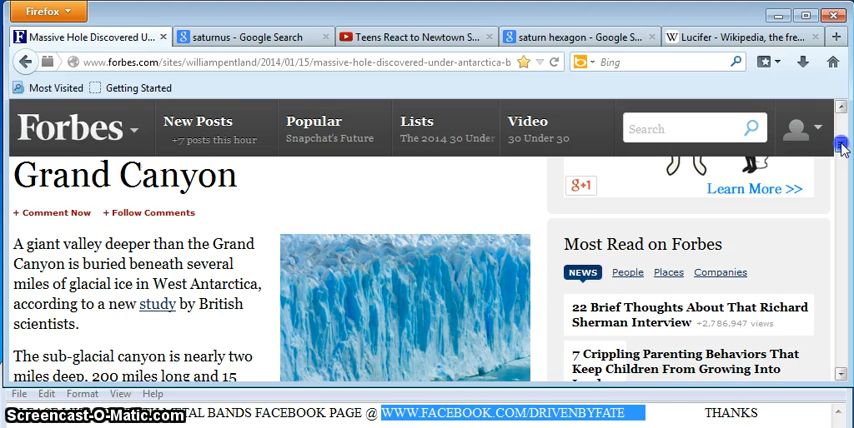 Firefox
Massive Hole Discovered U...
saturnus - Google Search
Teens React to Newtown S...
saturn hexagon - Google S...
Lucifer - Wikipedia, the fre...
www.forbes.com/sites/williampentland/2014/01/15/massive-hole-discovered-under-antarctica-b
Bing
Most Visited
Getting Started
Forbes
New Posts
+7 posts this hour
Popular
Snapchat's Future
Lists
The 2014 30 Under
Video
30 Under 30
Search
Grand Canyon
+ Comment Now + Follow Comments
A giant valley deeper than the Grand
Canyon is buried beneath several
miles of glacial ice in West Antarctica,
according to a new study by British
scientists.
The sub-glacial canyon is nearly two
miles deep, 200 miles long and 15
g+1
Learn More >>
Most Read on Forbes
NEWS People Places Companies
22 Brief Thoughts About That Richard
Sherman Interview +2,786,947 views
7 Crippling Parenting Behaviors That
Keep Children From Growing Into
File Edit Format View Help
METAL BANDS FACEBOOK PAGE @ WWW.FACEBOOK.COM/DRIVENBYFATE THANKS
Screencast-O-Matic.com